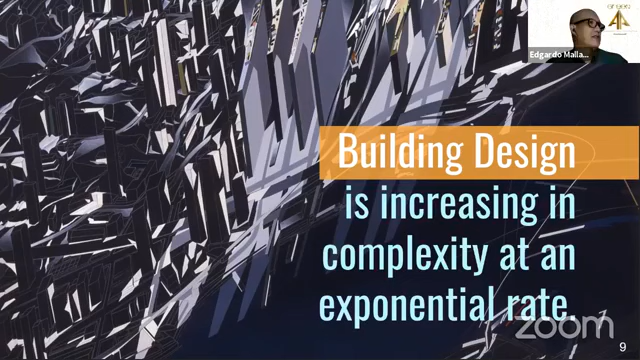 Edgardo Malla...
Building Design
is increasing in
complexity at an
exponential rate.
zoom
9